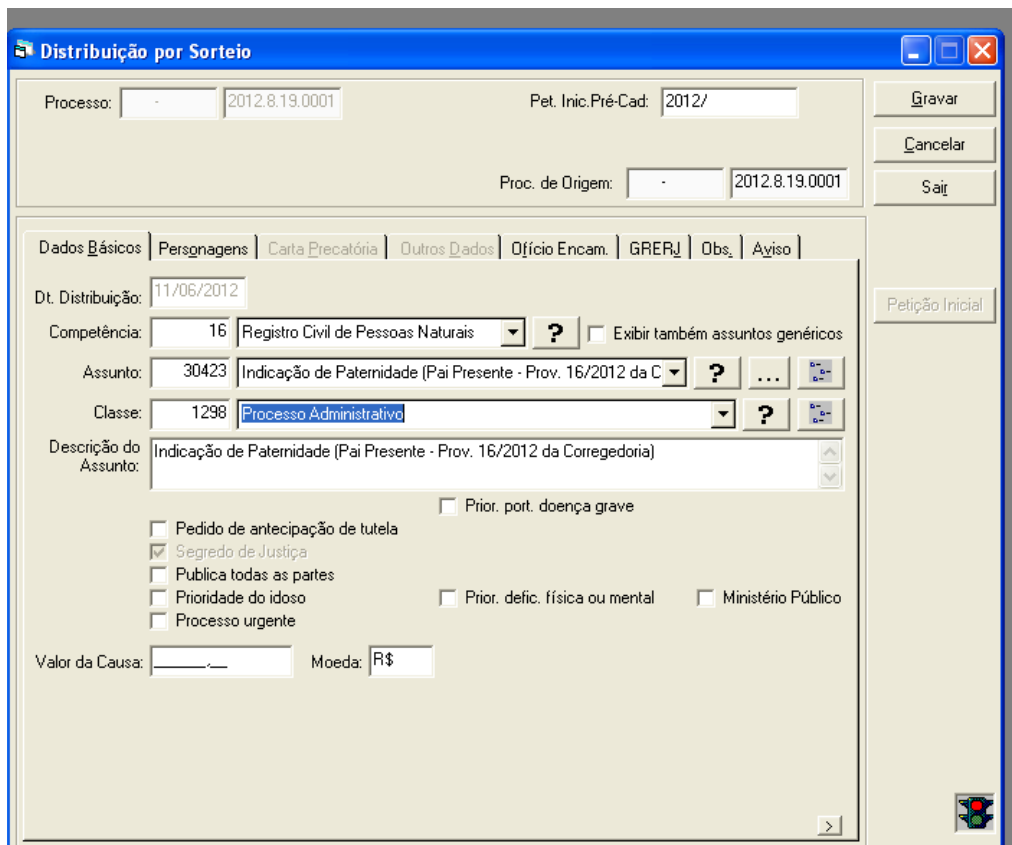 Distribuição por Sorteio
Processo: - 2012.8.19.0001 Pet. Inic.Pré-Cad: 2012/ Gravar
Cancelar
Proc. de Origem: - 2012.8.19.0001 Sair
Dados Básicos Personagens Carta Precatória Outros Dados Ofício Encam. GRERJ Obs. Aviso
Dt. Distribuição: 11/06/2012 Petição Inicial
Competência: 16 Registro Civil de Pessoas Naturais ? Exibir também assuntos genéricos
Assunto: 30423 Indicação de Paternidade (Pai Presente - Prov. 16/2012 da C ? ...
Classe: 1298 Processo Administrativo ?
Descrição do Assunto: Indicação de Paternidade (Pai Presente - Prov. 16/2012 da Corregedoria)
Prior. port. doença grave
Pedido de antecipação de tutela
Segredo de Justiça
Publica todas as partes
Prioridade do idoso Prior. defic. física ou mental Ministério Público
Processo urgente
Valor da Causa: ______,__ Moeda: R$
>